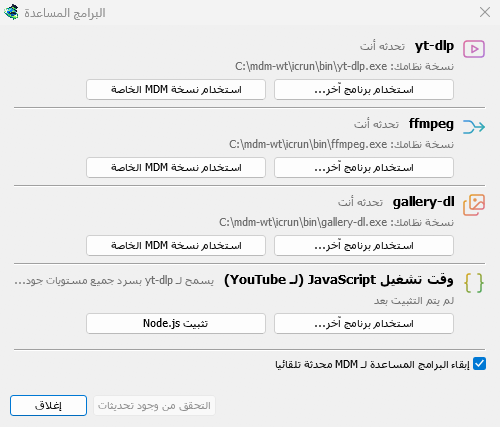 البرامج المساعدة
yt-dlp تحدثه أنت
نسخة نظامك: C:\mdm-wt\icrun\bin\yt-dlp.exe
استخدام برنامج آخر...
استخدام نسخة MDM الخاصة
ffmpeg تحدثه أنت
نسخة نظامك: C:\mdm-wt\icrun\bin\ffmpeg.exe
استخدام برنامج آخر...
استخدام نسخة MDM الخاصة
gallery-dl تحدثه أنت
نسخة نظامك: C:\mdm-wt\icrun\bin\gallery-dl.exe
استخدام برنامج آخر...
استخدام نسخة MDM الخاصة
وقت تشغيل JavaScript (لـ YouTube) يسمح لـ yt-dlp بسرد جميع مستويات جود...
لم يتم التثبيت بعد
استخدام برنامج آخر...
تثبيت Node.js
إبقاء البرامج المساعدة لـ MDM محدثة تلقائيا
التحقق من وجود تحديثات
إغلاق